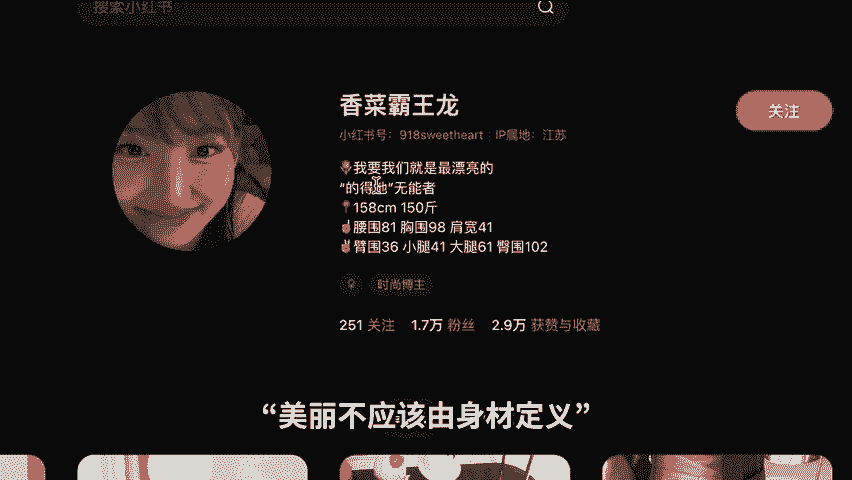 搜索小红书
香菜霸王龙
关注
小红书号：918sweetheart IP属地：江苏
我要我们就是最漂亮的
“的得地”无能者
158cm 150斤
腰围81 胸围98 肩宽41
臂围36 小腿41 大腿61 臀围102
时尚博主
251 关注 1.7万 粉丝 2.9万 获赞与收藏
“美丽不应该由身材定义”